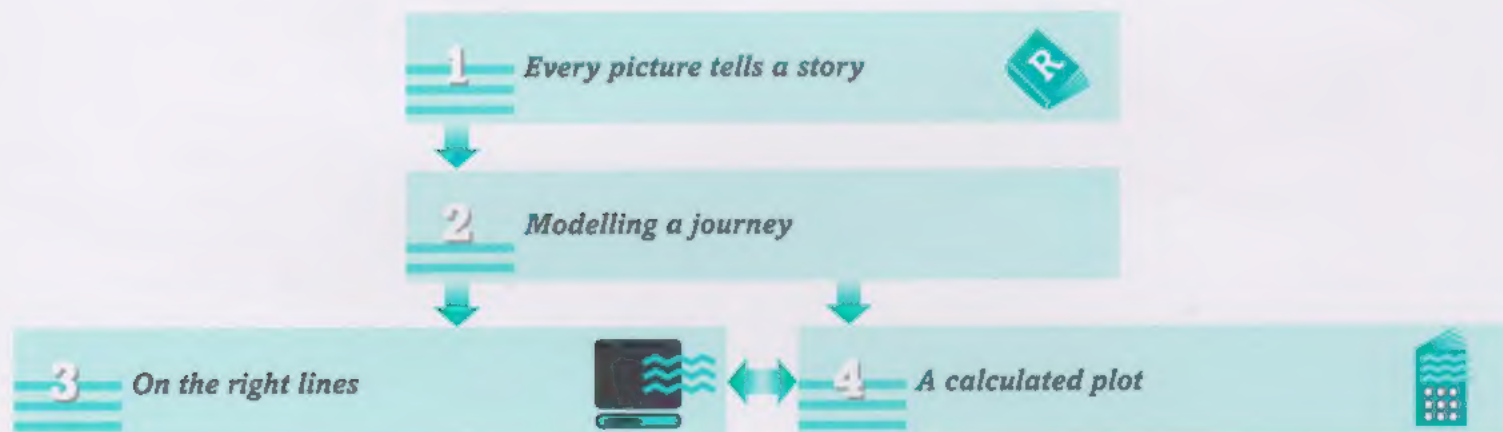 1 Every picture tells a story R
2 Modelling a journey
3 On the right lines
4 A calculated plot